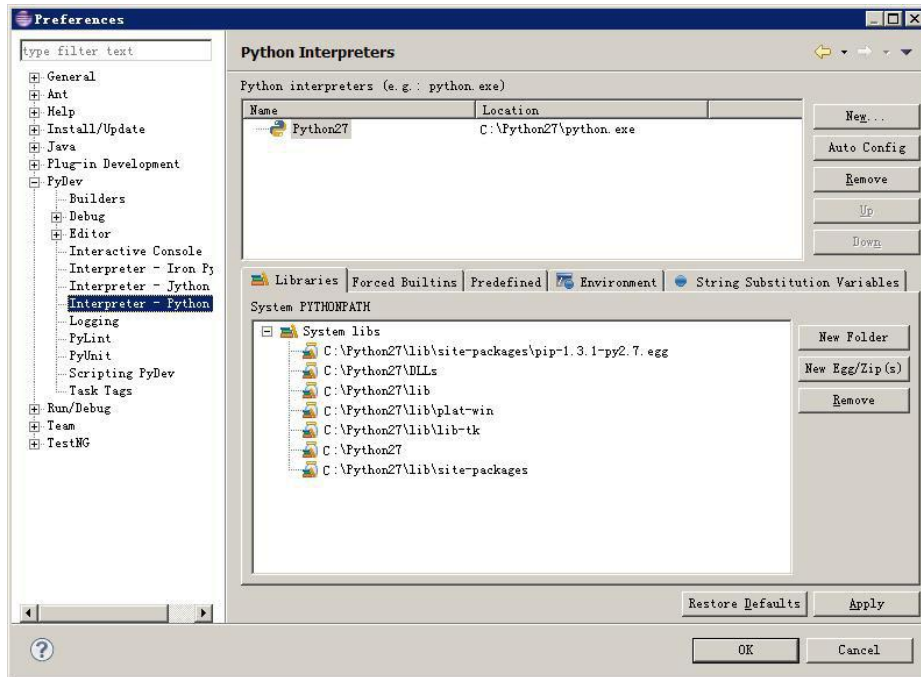 Preferences
type filter text
General
Ant
Help
Install/Update
Java
Plug-in Development
PyDev
Builders
Debug
Editor
Interactive Console
Interpreter - Iron Py
Interpreter - Jython
Interpreter - Python
Logging
PyLint
PyUnit
Scripting PyDev
Task Tags
Run/Debug
Team
TestNG
Python Interpreters
Python interpreters (e.g.: python.exe)
Name Location
Python27 C:\Python27\python.exe
New...
Auto Config
Remove
Up
Down
Libraries Forced Builtins Predefined Environment String Substitution Variables
System PYTHONPATH
System libs
C:\Python27\lib\site-packages\pip-1.3.1-py2.7.egg
C:\Python27\DLLs
C:\Python27\lib
C:\Python27\lib\plat-win
C:\Python27\lib\lib-tk
C:\Python27
C:\Python27\lib\site-packages
New Folder
New Egg/Zip(s)
Remove
Restore Defaults Apply
? OK Cancel